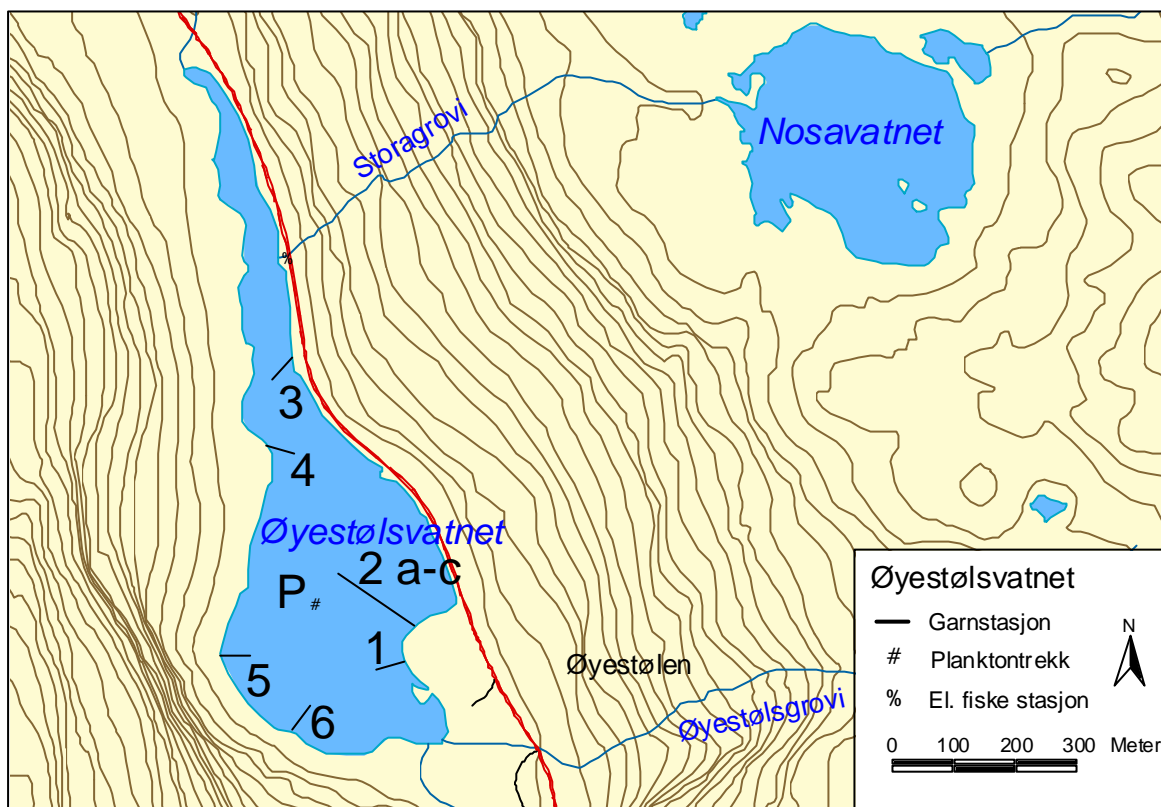 Storagrovi
Nosavatnet
%
3
4
Øyestølsvatnet
2 a-c
P #
1
Øyestølen
5
6
Øyestølsgrovi
Øyestølsvatnet
Garnstasjon
# Planktontrekk
% El. fiske stasjon
N
0 100 200 300 Meter